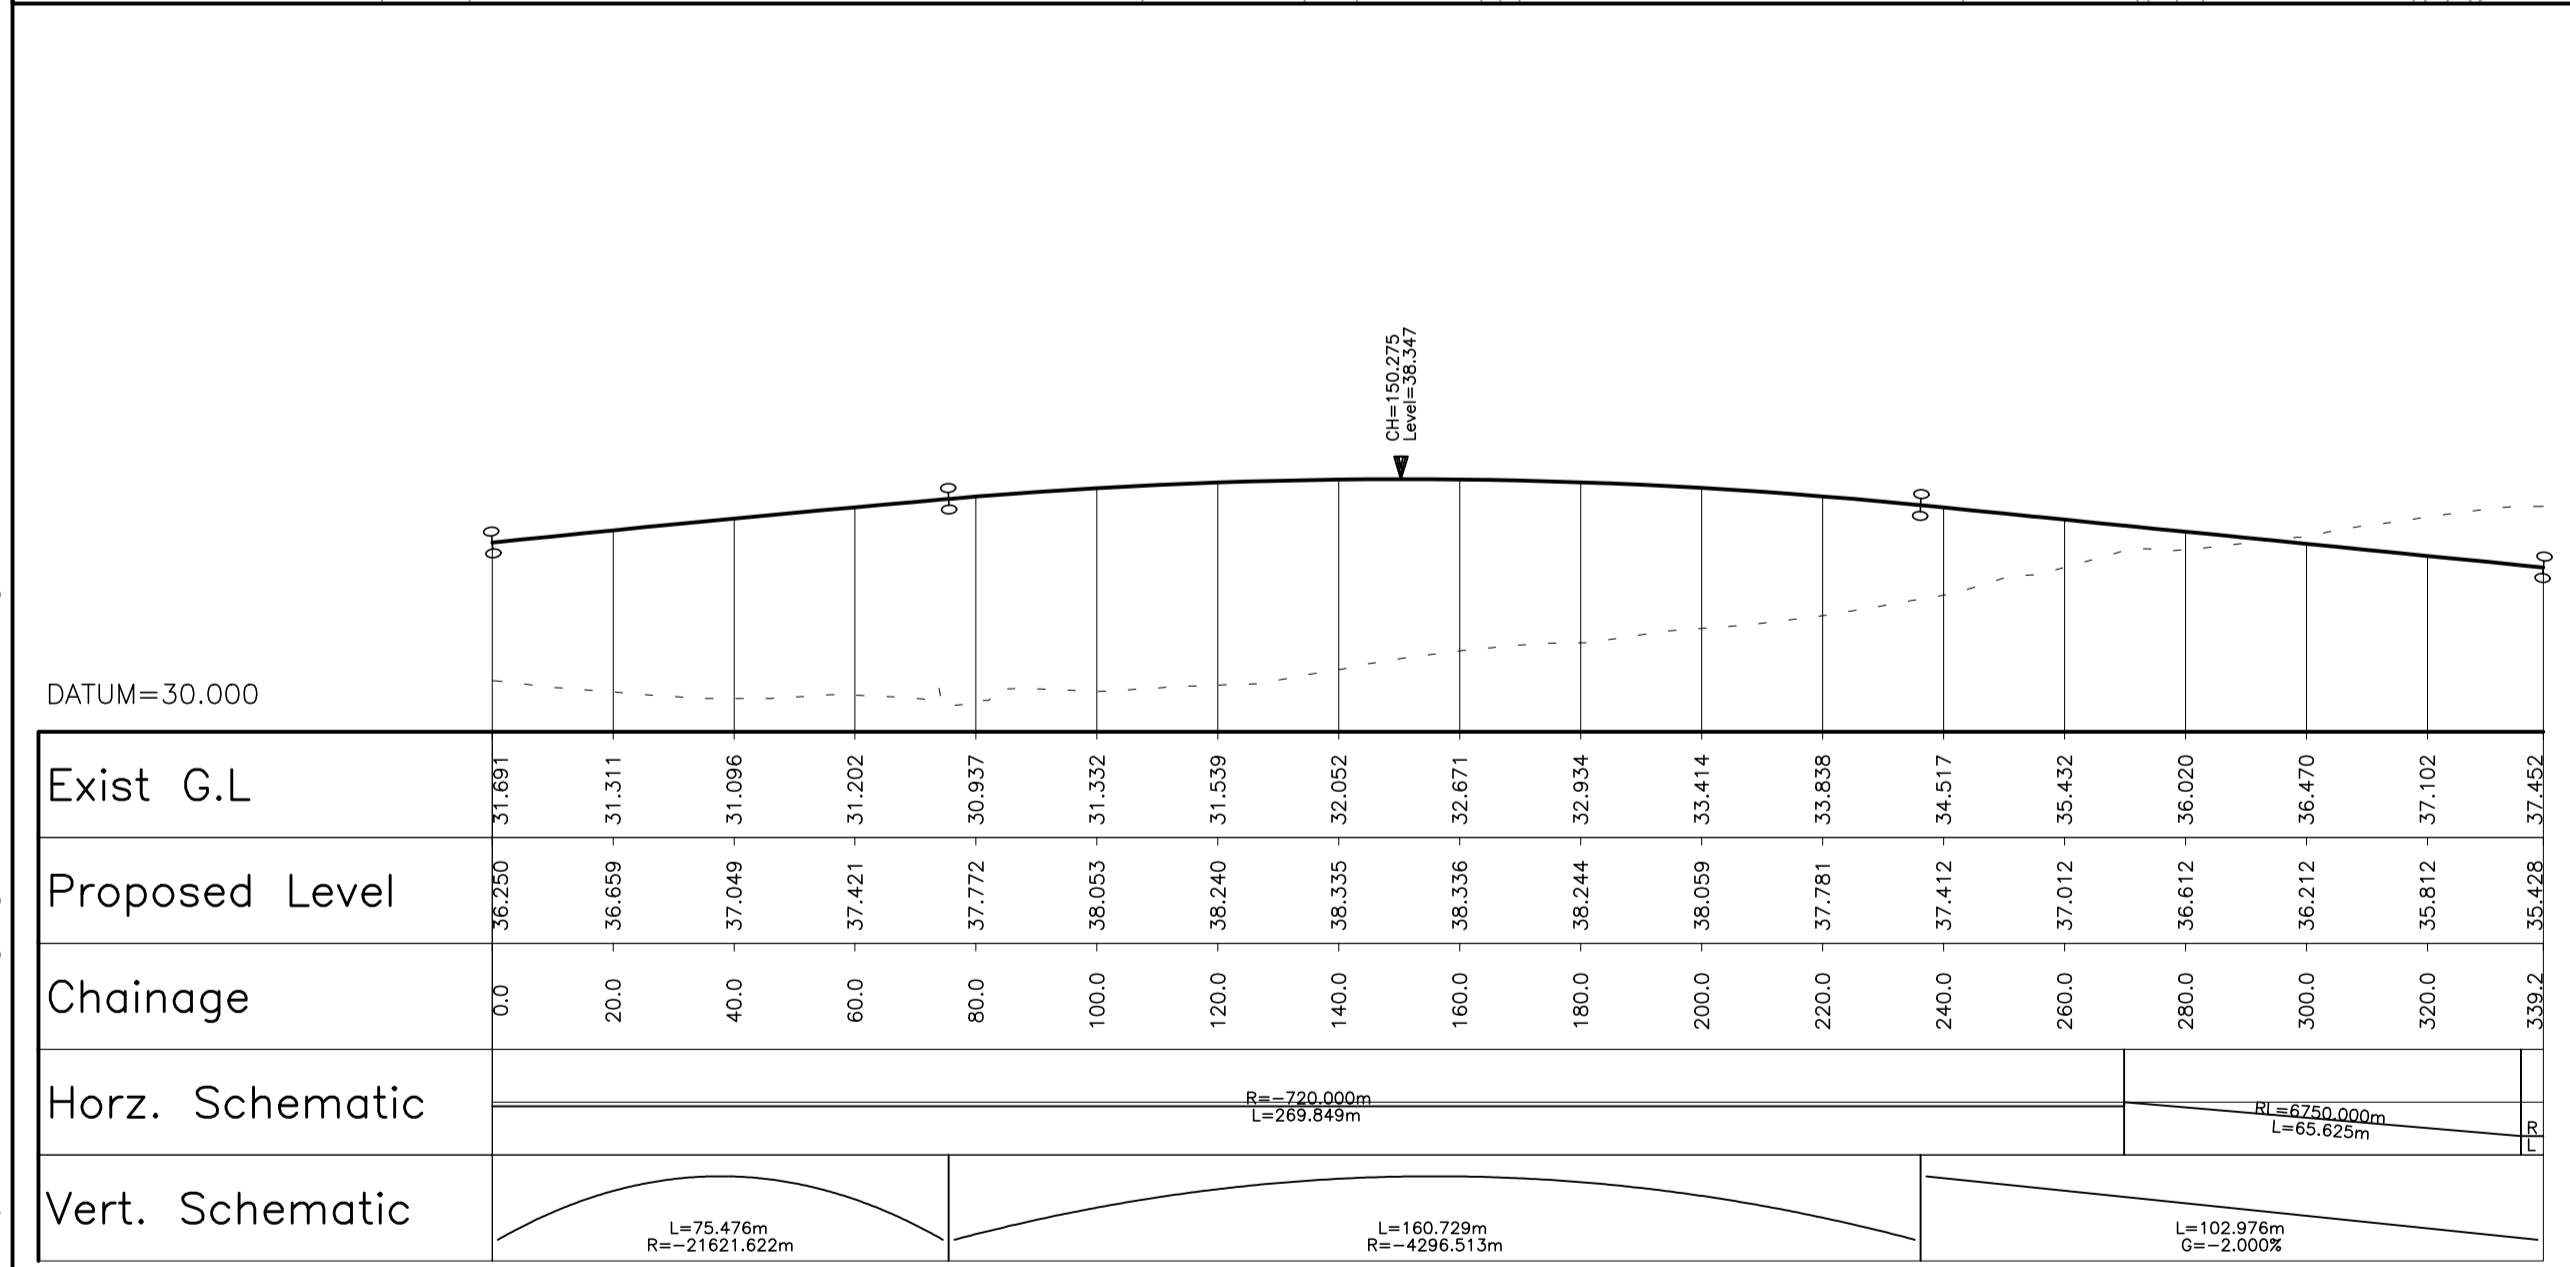 CH=150.275
Level=38.347
DATUM=30.000
Exist G.L 31.691 31.311 31.096 31.202 30.937 31.332 31.539 32.052 32.671 32.934 33.414 33.838 34.517 35.432 36.020 36.470 37.102 37.452
Proposed Level 36.250 36.659 37.049 37.421 37.772 38.053 38.240 38.335 38.336 38.244 38.059 37.781 37.412 37.012 36.612 36.212 35.812 35.428
Chainage 0.0 20.0 40.0 60.0 80.0 100.0 120.0 140.0 160.0 180.0 200.0 220.0 240.0 260.0 280.0 300.0 320.0 339.2
Horz. Schematic
R=-720.000m
L=269.849m
RL=6750.000m
L=65.625m
R
L
Vert. Schematic
L=75.476m
R=-21621.622m
L=160.729m
R=-4296.513m
L=102.976m
G=-2.000%